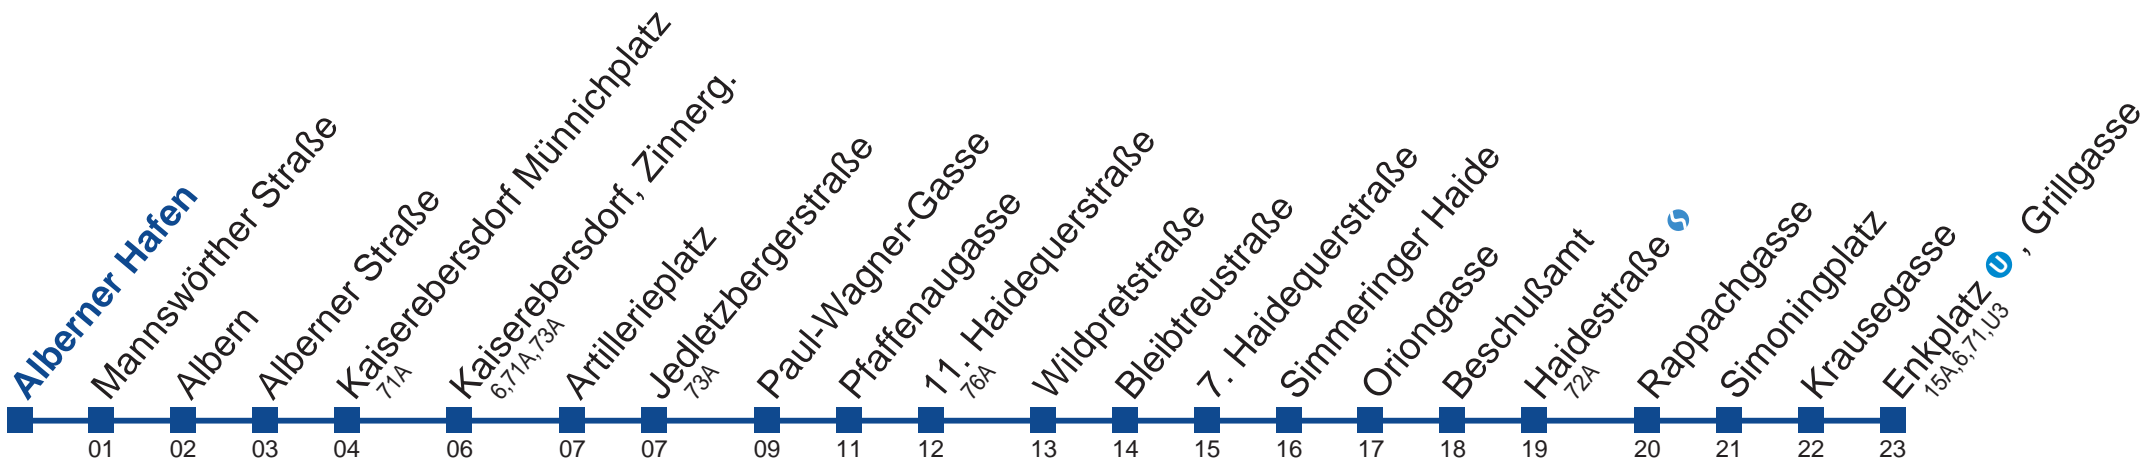 Alberner Hafen
Mannswörther Straße
Albern
Alberner Straße
Kaiserebersdorf Münnichplatz
71A
Kaiserebersdorf, Zinnerg.
6,71A,73A
Artillerieplatz
Jedletzbergerstraße
73A
Paul-Wagner-Gasse
Pfaffenaugasse
11. Haidequerstraße
76A
Wildpretstraße
Bleibtreustraße
7. Haidequerstraße
Simmeringer Haide
Oriongasse
Beschußamt
Haidestraße S
72A
Rappachgasse
Simoningplatz
Krausegasse
Enkplatz U , Grillgasse
15A,6,71,U3
01 02 03 04 06 07 07 09 11 12 13 14 15 16 17 18 19 20 21 22 23